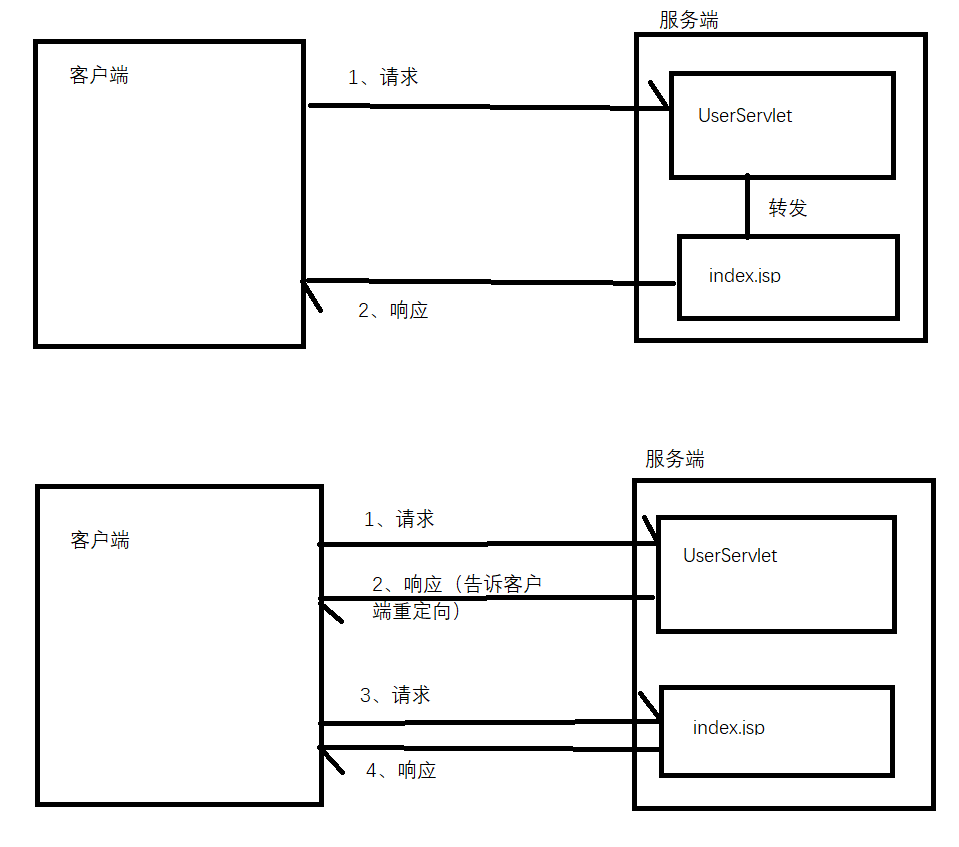 服务端
客户端
1、请求
UserServlet
转发
index.jsp
2、响应
服务端
客户端
1、请求
UserServlet
2、响应（告诉客户
端重定向）
3、请求
index.jsp
4、响应